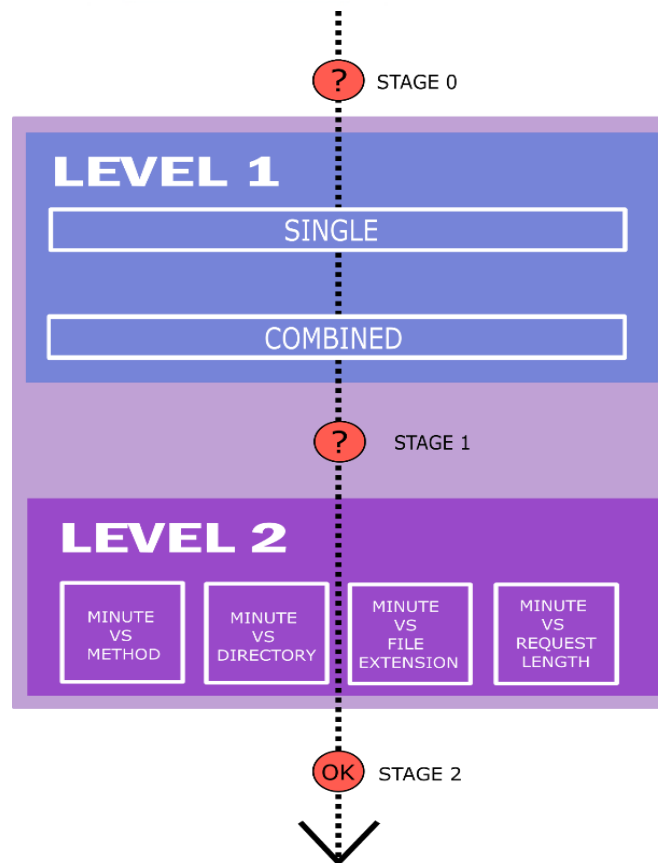 ?
STAGE 0
LEVEL 1
SINGLE
COMBINED
?
STAGE 1
LEVEL 2
MINUTE
VS
METHOD
MINUTE
VS
DIRECTORY
MINUTE
VS
FILE
EXTENSION
MINUTE
VS
REQUEST
LENGTH
OK
STAGE 2